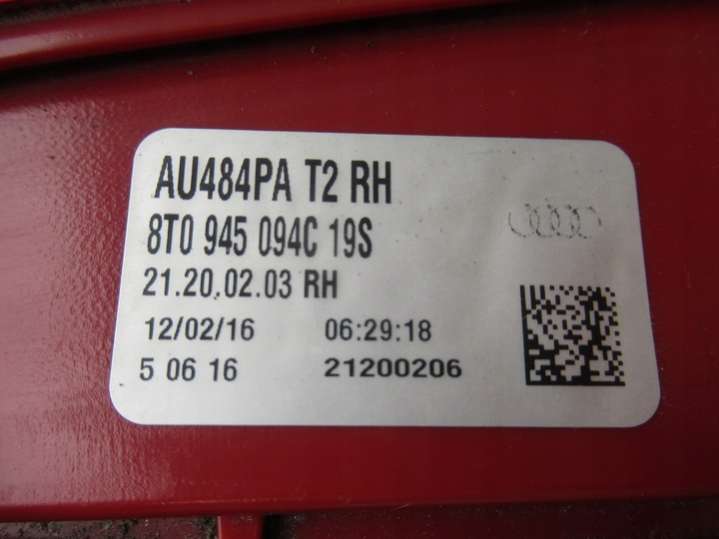 AU484PA T2 RH
8T0 945 094C 19S
21.20.02.03 RH
12/02/16 06:29:18
5 06 16 21200206